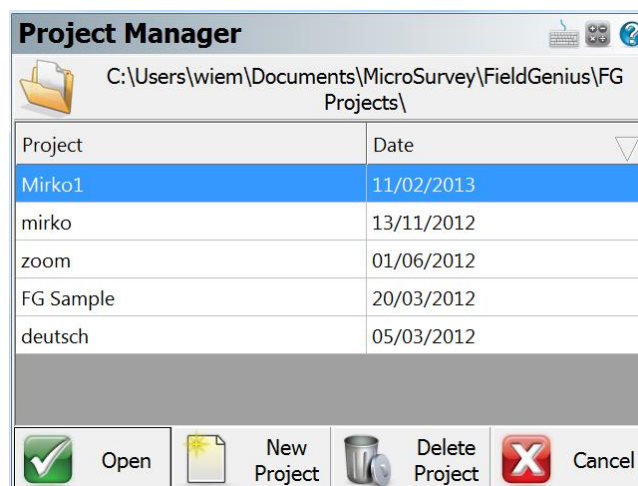 Project Manager
C:\Users\wiem\Documents\MicroSurvey\FieldGenius\FG
Projects\
Project Date
Mirko1 11/02/2013
mirko 13/11/2012
zoom 01/06/2012
FG Sample 20/03/2012
deutsch 05/03/2012
Open New Project Delete Project Cancel